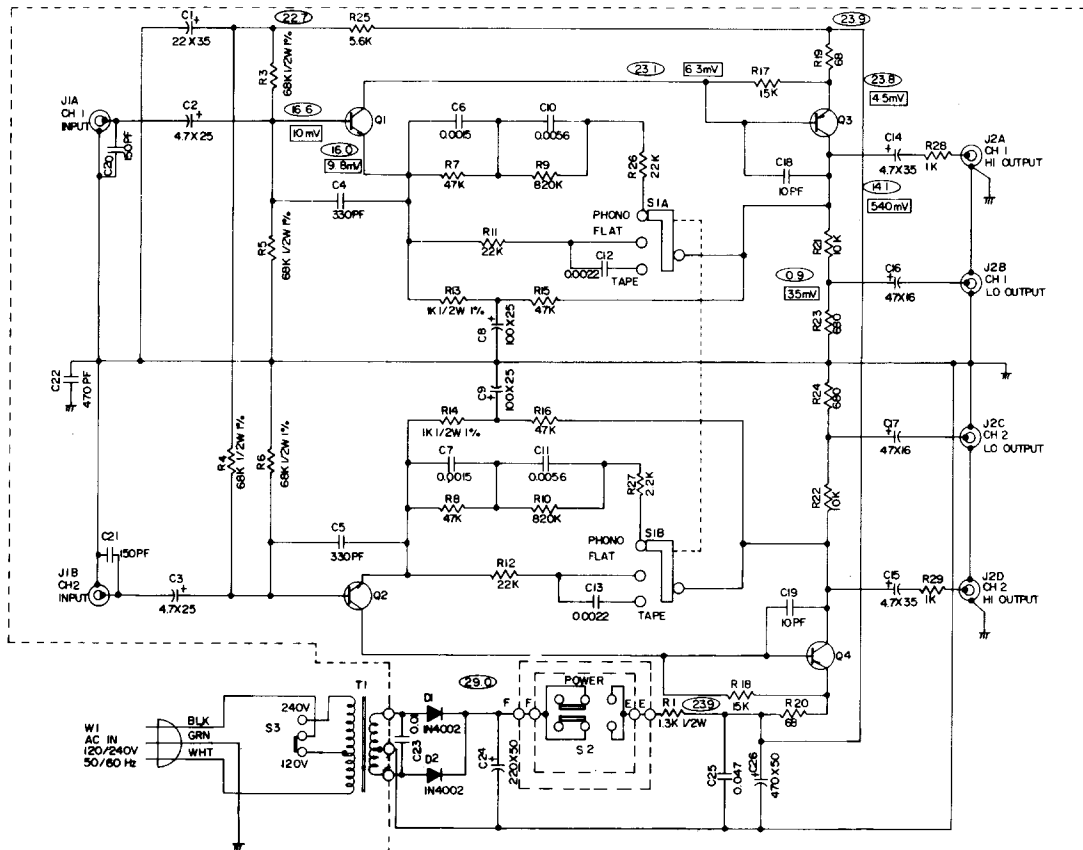 C1
+
22X35
22.7
R25
5.6K
23.9
R3
68K 1/2W 1%
R19
68
J1A
CH 1
INPUT
C20
150PF
C2
+
4.7X25
16.6
10mV
Q1
16.0
9.8mV
23.1
6.3mV
R17
15K
23.8
4.5mV
Q3
C6
0.0015
C10
0.0056
R7
47K
R9
820K
R26
22K
C18
10PF
C14
+
4.7X35
R28
1K
J2A
CH 1
HI OUTPUT
C4
330PF
14.1
540mV
R5
68K 1/2W 1%
R11
22K
C12
0.0022
PHONO
FLAT
TAPE
S1A
R21
10K
R13
1K 1/2W 1%
R15
47K
0.9
35mV
C16
+
47X16
J2B
CH 1
LO OUTPUT
C8
+
100X25
R23
680
C22
470PF
C9
+
100X25
R24
680
R14
1K 1/2W 1%
R16
47K
C17
+
47X16
J2C
CH 2
LO OUTPUT
R4
68K 1/2W 1%
R6
68K 1/2W 1%
C7
0.0015
C11
0.0056
R8
47K
R10
820K
R27
2.2K
R22
10K
C21
150PF
C5
330PF
PHONO
FLAT
TAPE
S1B
R12
22K
C13
0.0022
J1B
CH2
INPUT
C3
+
4.7X25
Q2
C19
10PF
C15
+
4.7X35
R29
1K
J2D
CH 2
HI OUTPUT
Q4
T1
29.0
D1
1N4002
C23
0.01
D2
1N4002
C24
+
220X50
F
F
POWER
S2
E
E
R1
1.3K 1/2W
23.9
R18
15K
R20
68
C25
0.047
C26
+
470X50
W1
AC IN
120/240V
50/60 Hz
BLK
GRN
WHT
S3
240V
120V